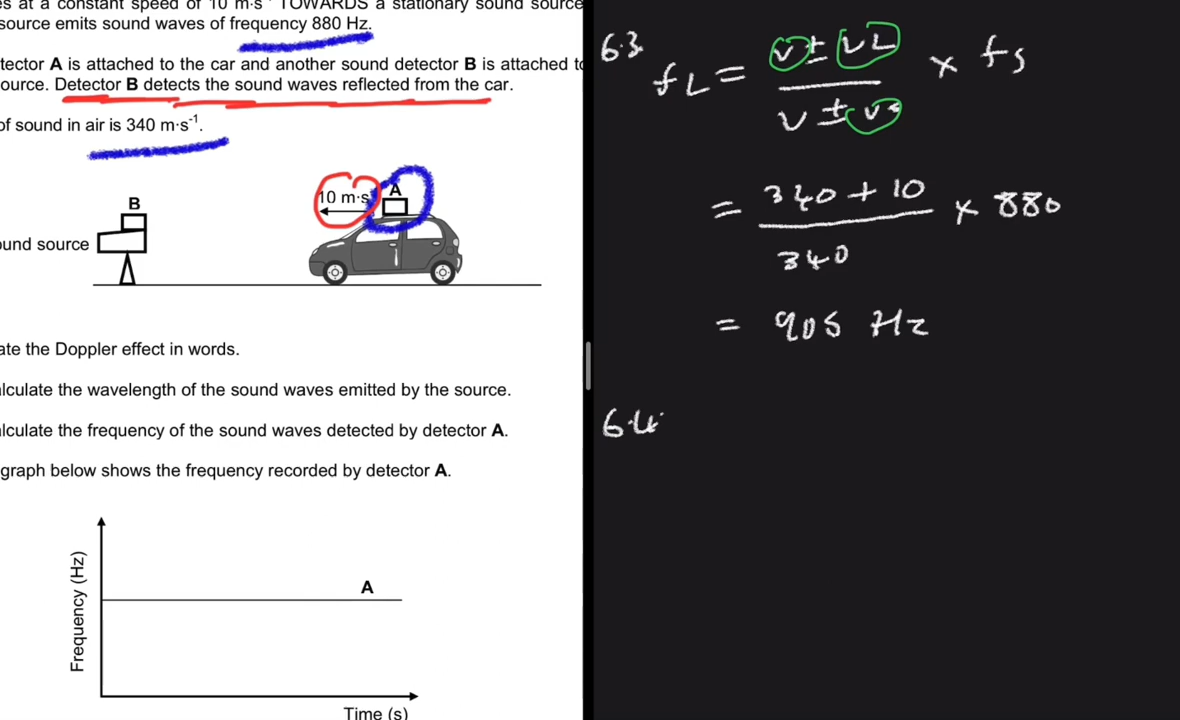 es at a constant speed of 10 m·s⁻¹ TOWARDS a stationary sound source
source emits sound waves of frequency 880 Hz.
tector A is attached to the car and another sound detector B is attached to
ource. Detector B detects the sound waves reflected from the car.
of sound in air is 340 m·s⁻¹.
B
10 m·s
A
ound source
ate the Doppler effect in words.
alculate the wavelength of the sound waves emitted by the source.
alculate the frequency of the sound waves detected by detector A.
graph below shows the frequency recorded by detector A.
Frequency (Hz)
A
Time (s)
6.3
fL = v ± vL / v ± vs × fs
= 340 + 10 / 340 × 880
= 905 Hz
6.4